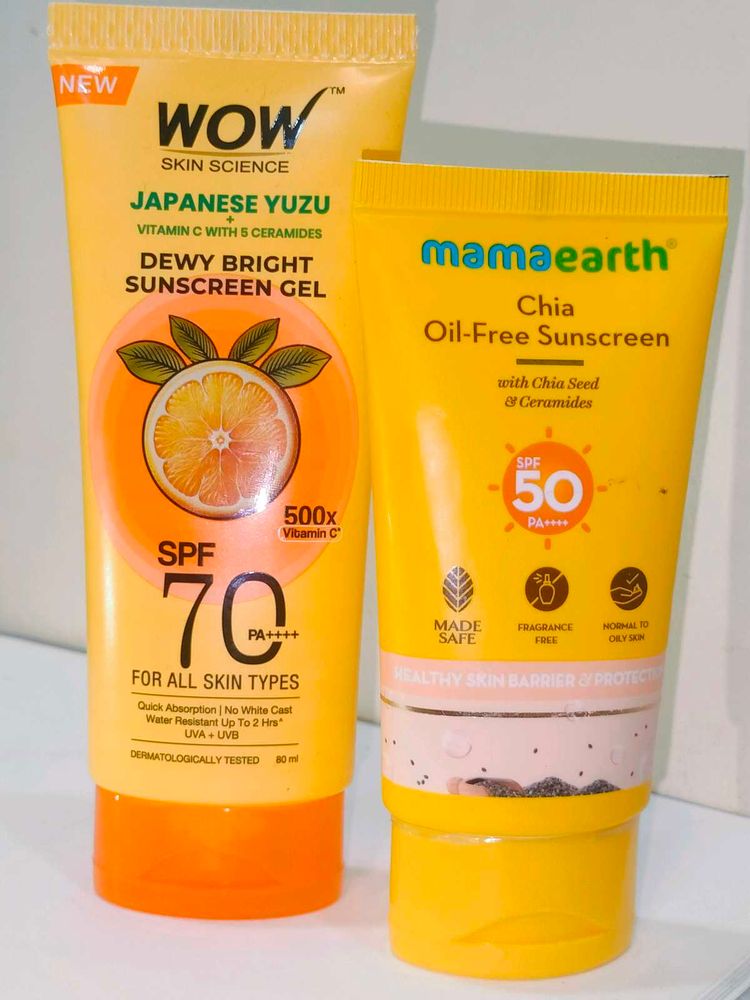 NEW
WOW™
SKIN SCIENCE
JAPANESE YUZU
+
VITAMIN C WITH 5 CERAMIDES
DEWY BRIGHT
SUNSCREEN GEL
500x
Vitamin C*
SPF
70
PA++++
FOR ALL SKIN TYPES
Quick Absorption | No White Cast
Water Resistant Up To 2 Hrs^
UVA + UVB
DERMATOLOGICALLY TESTED 80 ml
mamaearth®
Chia
Oil-Free Sunscreen
with Chia Seed
& Ceramides
SPF
50
PA++++
MADE
SAFE
FRAGRANCE
FREE
NORMAL TO
OILY SKIN
HEALTHY SKIN BARRIER & PROTECTIO